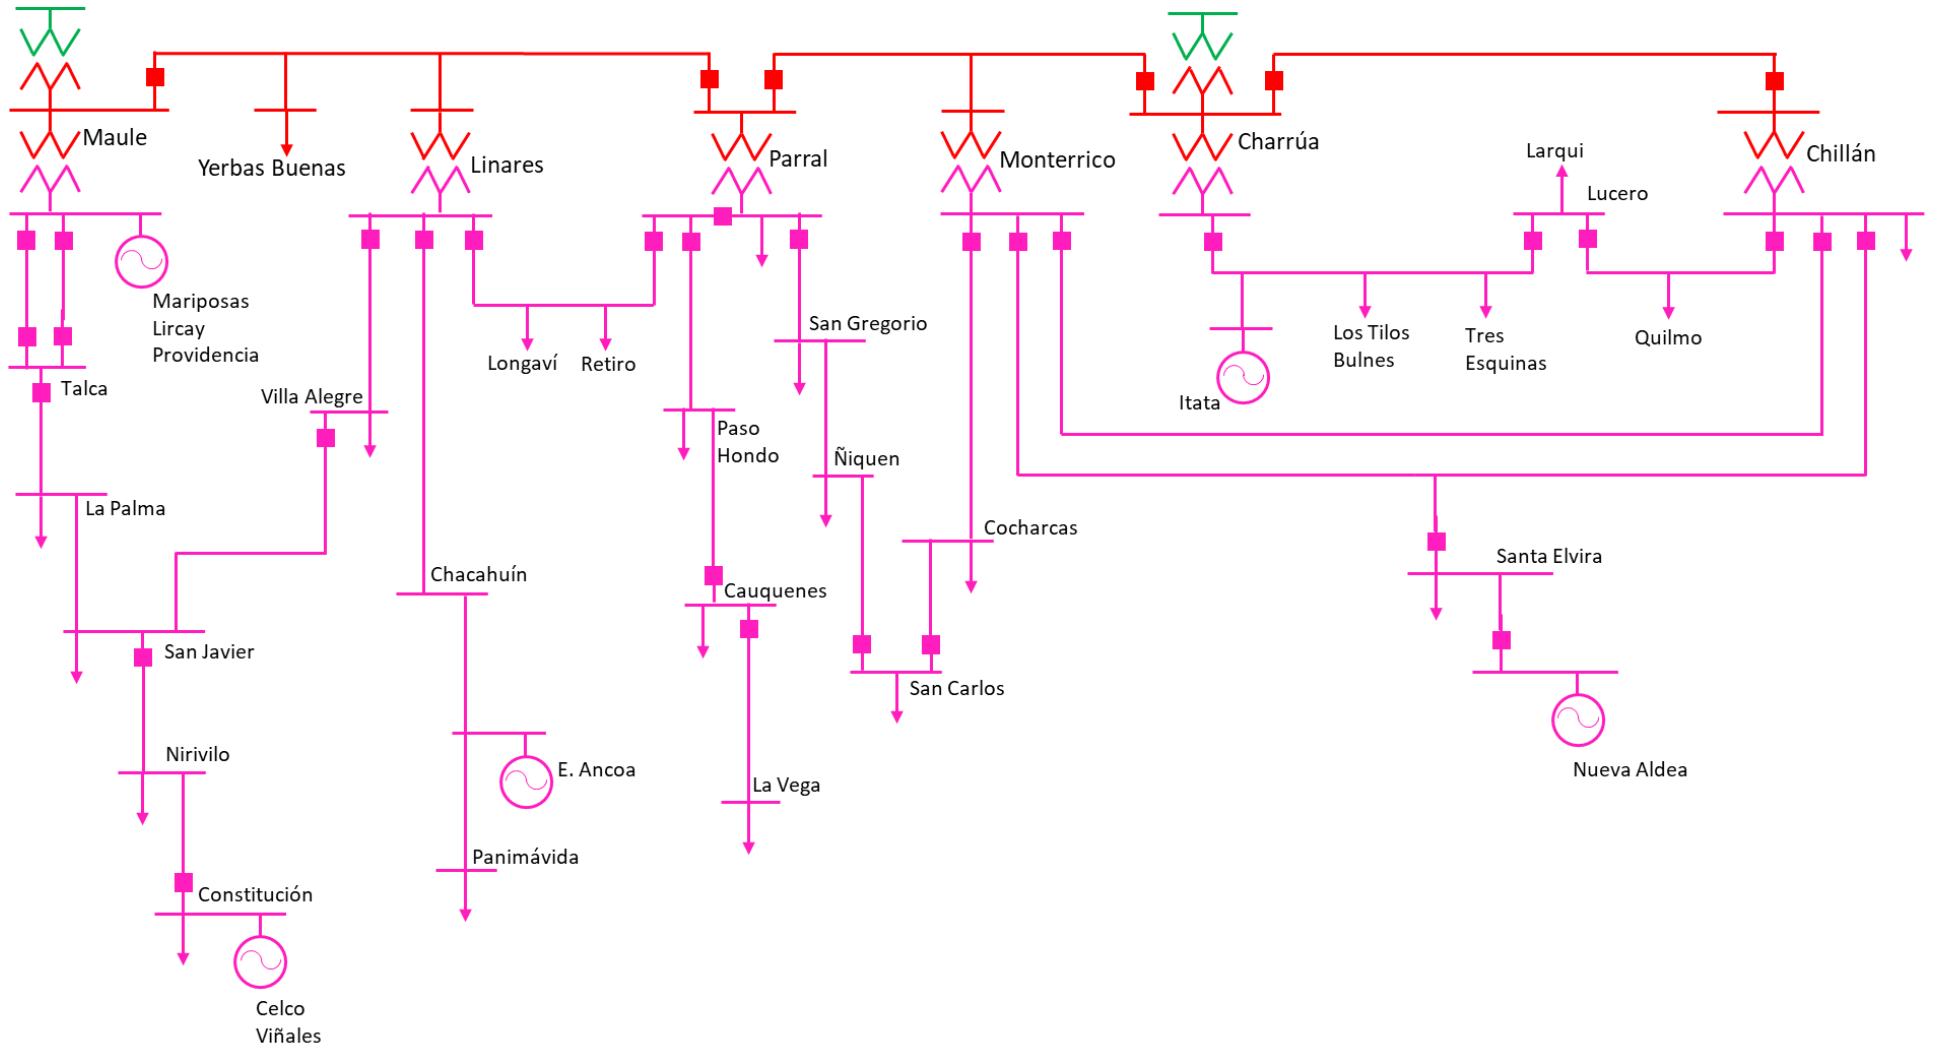 Maule
Yerbas Buenas
Linares
Parral
Monterrico
Charrúa
Chillán
Larqui
Lucero
Mariposas
Lircay
Providencia
Longaví
Retiro
San Gregorio
Los Tilos
Bulnes
Tres
Esquinas
Quilmo
Talca
Villa Alegre
Itata
Paso
Hondo
Ñiquen
La Palma
Cocharcas
Santa Elvira
Chacahuín
Cauquenes
San Javier
San Carlos
Nirivilo
E. Ancoa
La Vega
Nueva Aldea
Panimávida
Constitución
Celco
Viñales